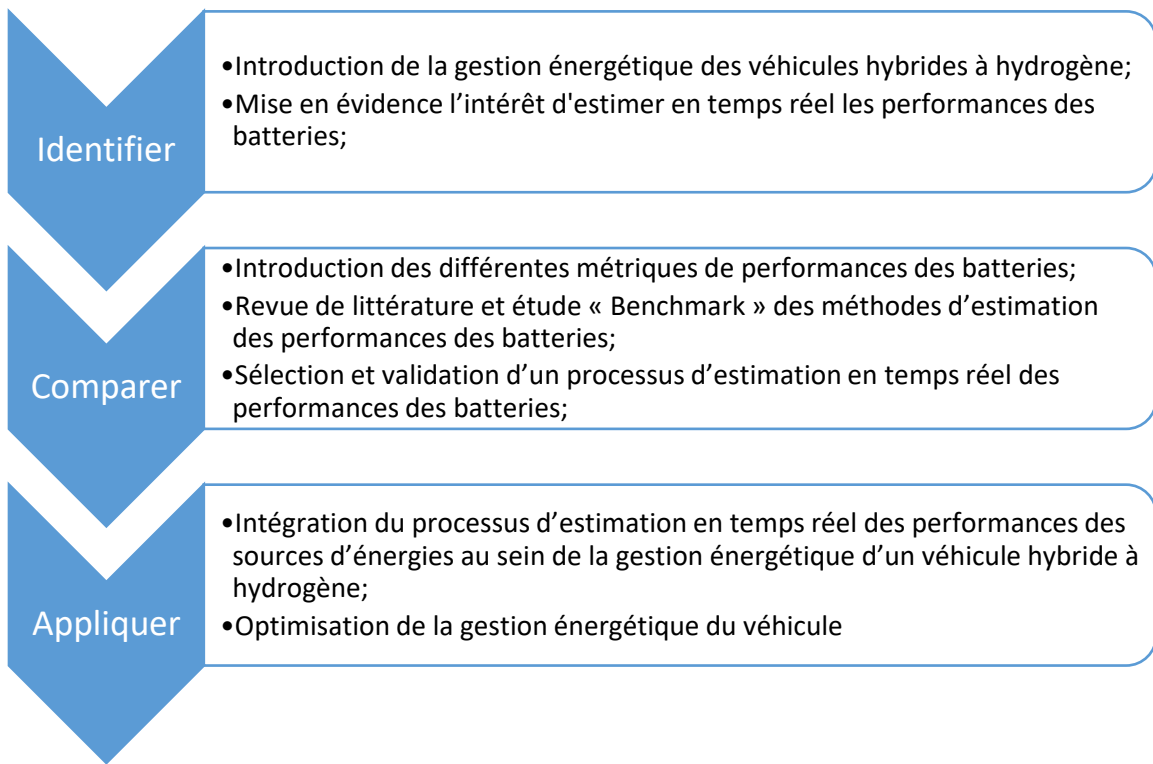 Identifier
•Introduction de la gestion énergétique des véhicules hybrides à hydrogène;
•Mise en évidence l’intérêt d'estimer en temps réel les performances des
batteries;
Comparer
•Introduction des différentes métriques de performances des batteries;
•Revue de littérature et étude « Benchmark » des méthodes d’estimation
des performances des batteries;
•Sélection et validation d’un processus d’estimation en temps réel des
performances des batteries;
Appliquer
•Intégration du processus d’estimation en temps réel des performances des
sources d’énergies au sein de la gestion énergétique d’un véhicule hybride à
hydrogène;
•Optimisation de la gestion énergétique du véhicule